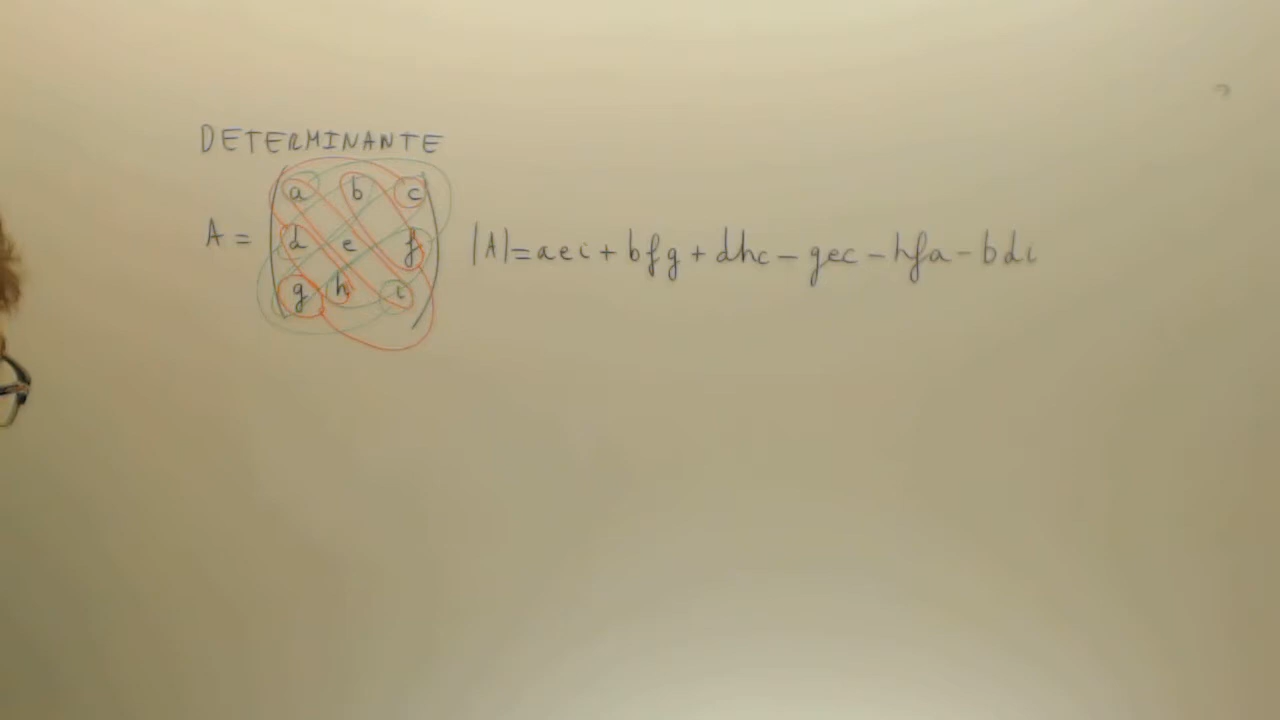 DETERMINANTE
a b c
A = d e f |A|= aei + bfg + dhc - gec - hfa - bdi
g h i